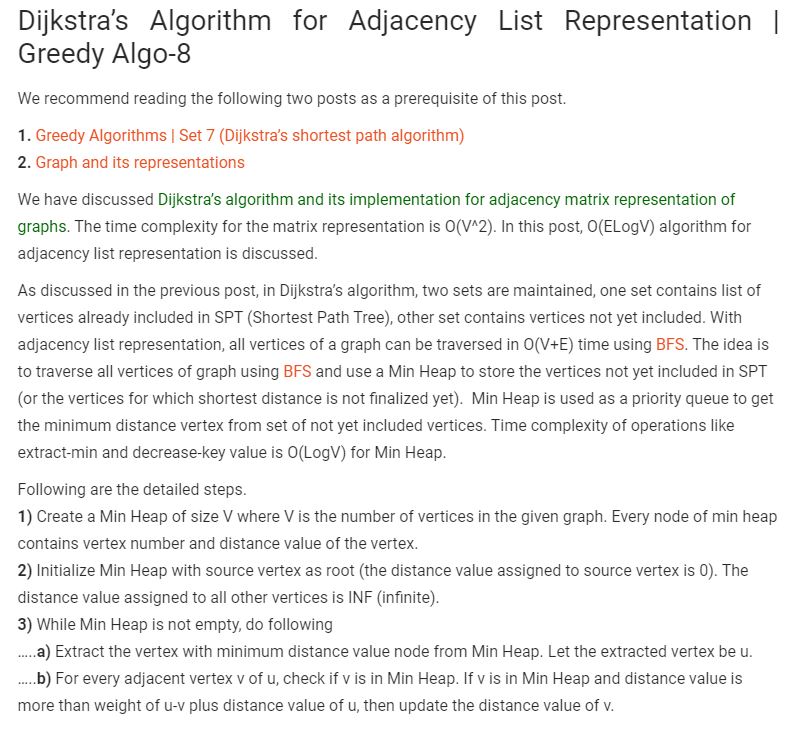 Dijkstra’s Algorithm for Adjacency List Representation |
Greedy Algo-8
We recommend reading the following two posts as a prerequisite of this post.
1. Greedy Algorithms | Set 7 (Dijkstra’s shortest path algorithm)
2. Graph and its representations
We have discussed Dijkstra’s algorithm and its implementation for adjacency matrix representation of
graphs. The time complexity for the matrix representation is O(V^2). In this post, O(ELogV) algorithm for
adjacency list representation is discussed.
As discussed in the previous post, in Dijkstra’s algorithm, two sets are maintained, one set contains list of
vertices already included in SPT (Shortest Path Tree), other set contains vertices not yet included. With
adjacency list representation, all vertices of a graph can be traversed in O(V+E) time using BFS. The idea is
to traverse all vertices of graph using BFS and use a Min Heap to store the vertices not yet included in SPT
(or the vertices for which shortest distance is not finalized yet).  Min Heap is used as a priority queue to get
the minimum distance vertex from set of not yet included vertices. Time complexity of operations like
extract-min and decrease-key value is O(LogV) for Min Heap.
Following are the detailed steps.
1) Create a Min Heap of size V where V is the number of vertices in the given graph. Every node of min heap
contains vertex number and distance value of the vertex.
2) Initialize Min Heap with source vertex as root (the distance value assigned to source vertex is 0). The
distance value assigned to all other vertices is INF (infinite).
3) While Min Heap is not empty, do following
…..a) Extract the vertex with minimum distance value node from Min Heap. Let the extracted vertex be u.
…..b) For every adjacent vertex v of u, check if v is in Min Heap. If v is in Min Heap and distance value is
more than weight of u-v plus distance value of u, then update the distance value of v.